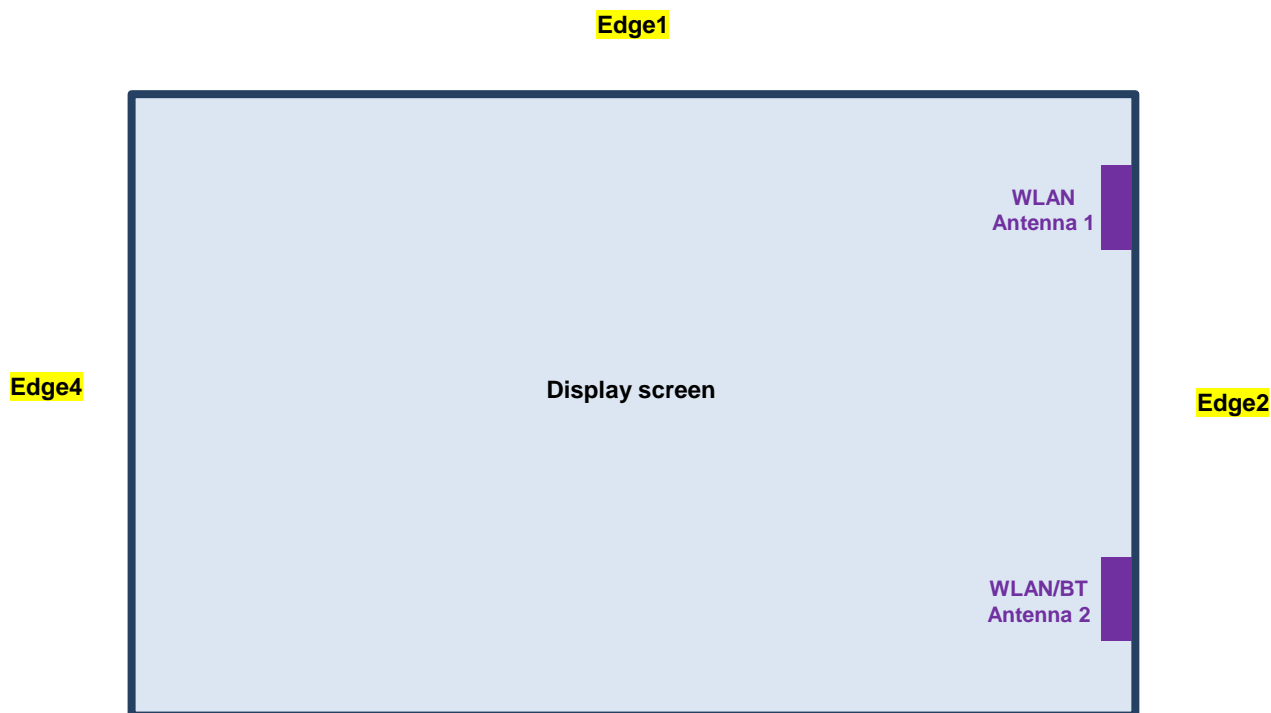 Edge1
WLAN
Antenna 1
Edge4
Display screen
Edge2
WLAN/BT
Antenna 2